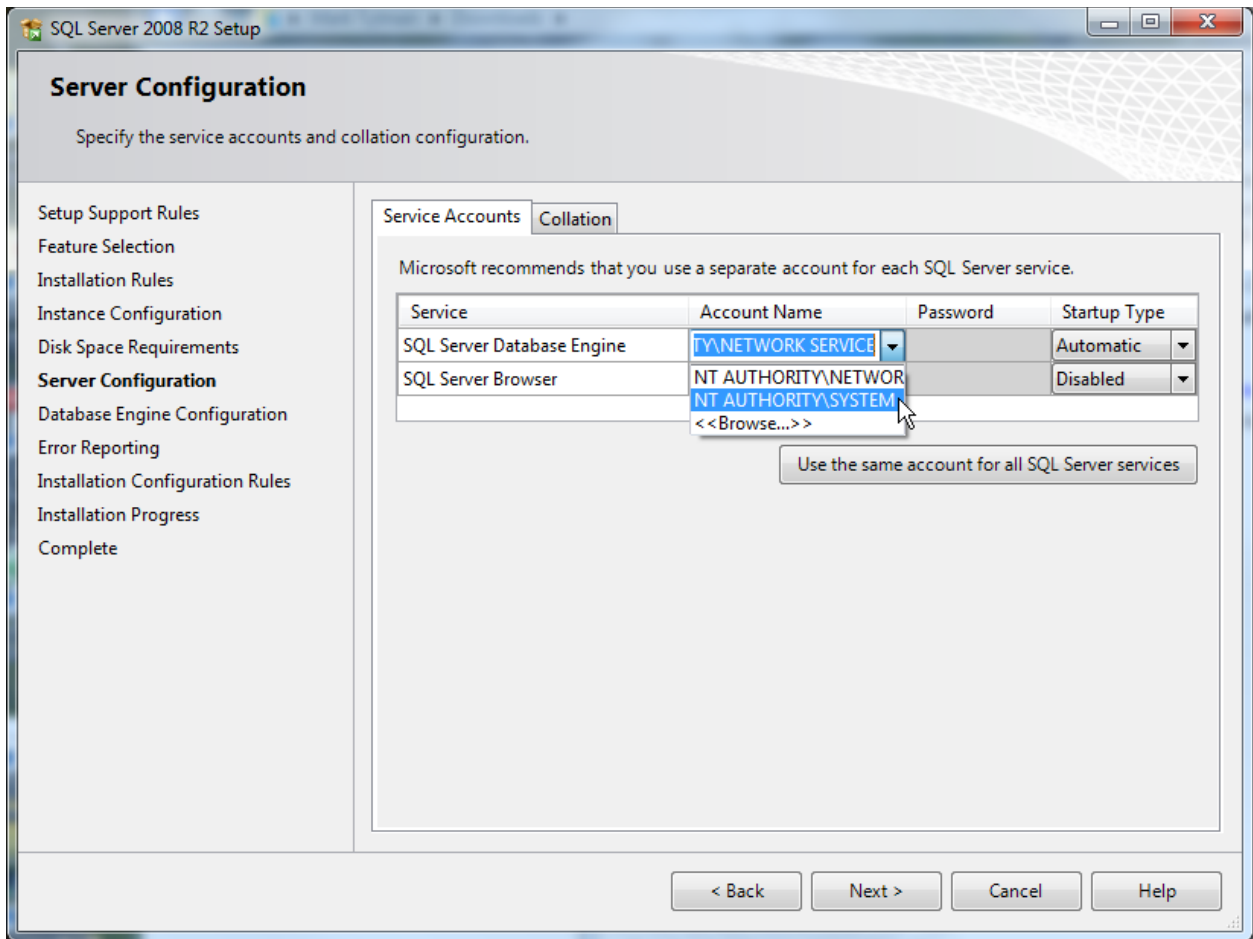 SQL Server 2008 R2 Setup
Server Configuration
Specify the service accounts and collation configuration.
Setup Support Rules
Feature Selection
Installation Rules
Instance Configuration
Disk Space Requirements
Server Configuration
Database Engine Configuration
Error Reporting
Installation Configuration Rules
Installation Progress
Complete
Service Accounts Collation
Microsoft recommends that you use a separate account for each SQL Server service.
Service Account Name Password Startup Type
SQL Server Database Engine TY\NETWORK SERVICE Automatic
SQL Server Browser NT AUTHORITY\NETWOR Disabled
NT AUTHORITY\SYSTEM
<<Browse...>>
Use the same account for all SQL Server services
< Back Next > Cancel Help